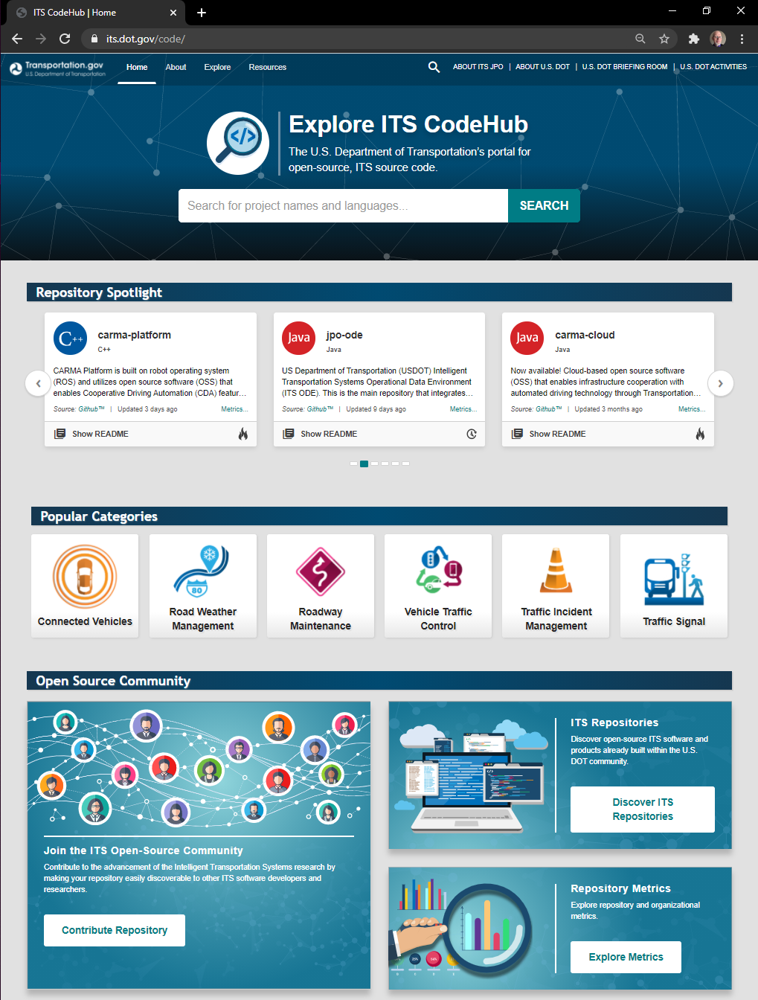 ITS CodeHub | Home
its.dot.gov/code/
Transportation.gov
U.S. Department of Transportation
Home
About
Explore
Resources
ABOUT ITS JPO | ABOUT U.S. DOT | U.S. DOT BRIEFING ROOM | U.S. DOT ACTIVITIES
</>
Explore ITS CodeHub
The U.S. Department of Transportation's portal for
open-source, ITS source code.
Search for project names and languages...
SEARCH
Repository Spotlight
C++
carma-platform
C++
CARMA Platform is built on robot operating system
(ROS) and utilizes open source software (OSS) that
enables Cooperative Driving Automation (CDA) featur...
Source: Github™ | Updated 3 days ago
Metrics...
Show README
Java
jpo-ode
Java
US Department of Transportation (USDOT) Intelligent
Transportation Systems Operational Data Environment
(ITS ODE). This is the main repository that integrates...
Source: Github™ | Updated 9 days ago
Metrics...
Show README
Java
carma-cloud
Java
Now available! Cloud-based open source software
(OSS) that enables infrastructure cooperation with
automated driving technology through Transportation...
Source: Github™ | Updated 3 months ago
Metrics...
Show README
Popular Categories
Connected Vehicles
80
Road Weather
Management
Roadway
Maintenance
Vehicle Traffic
Control
Traffic Incident
Management
Traffic Signal
Open Source Community
Join the ITS Open-Source Community
Contribute to the advancement of the Intelligent Transportation Systems research by
making your repository easily discoverable to other ITS software developers and
researchers.
Contribute Repository
ITS Repositories
Discover open-source ITS software and
products already built within the U.S.
DOT community.
Discover ITS
Repositories
Repository Metrics
Explore repository and organizational
metrics.
Explore Metrics